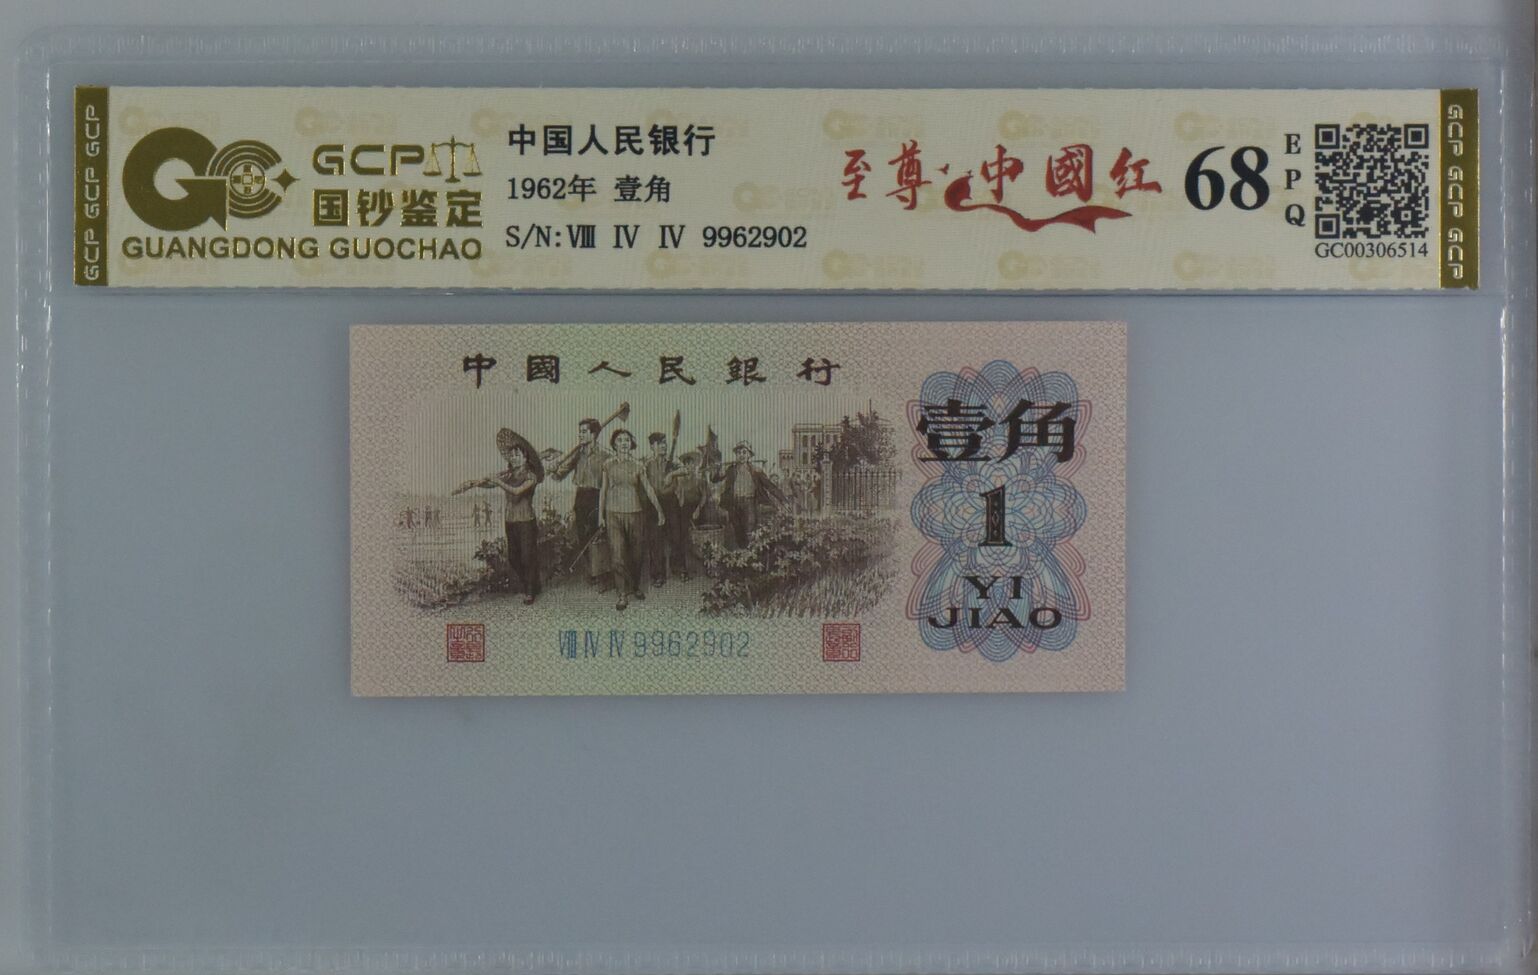 GCP GCP GCP
GCP
国钞鉴定
GUANGDONG GUOCHAO
中国人民银行
1962年 壹角
S/N:Ⅷ Ⅳ Ⅳ 9962902
至尊·中國红
68
EPQ
GC00306514
GCP GCP GCP
中國人民銀行
壹角
1
YI
JIAO
Ⅷ Ⅳ Ⅳ 9962902